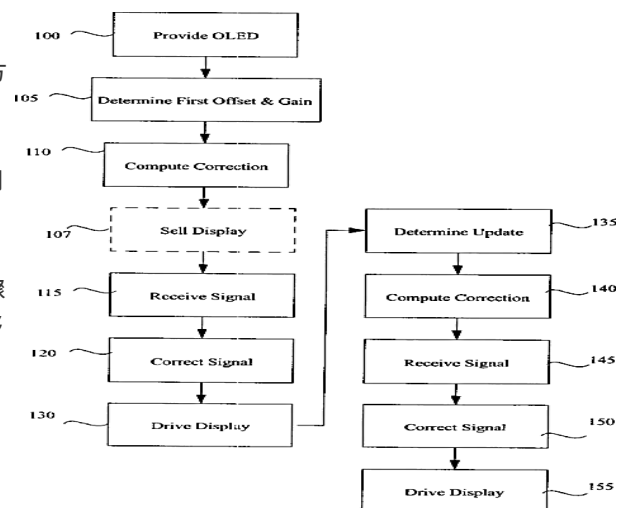 100
Provide OLED
105
Determine First Offset & Gain
110
Compute Correction
107
Sell Display
115
Receive Signal
120
Correct Signal
130
Drive Display
Determine Update
135
Compute Correction
140
Receive Signal
145
Correct Signal
150
Drive Display
155